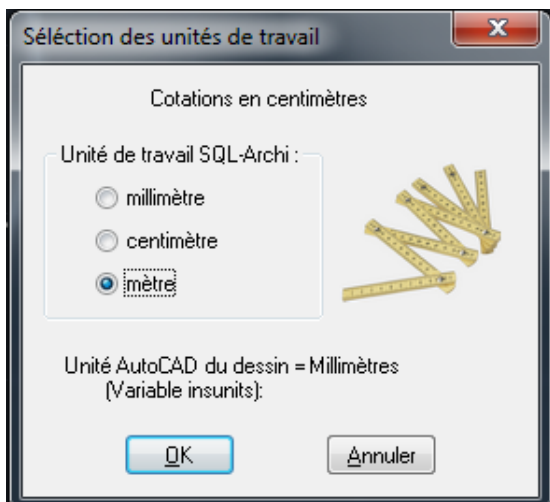 Séléction des unités de travail
Cotations en centimètres
Unité de travail SQL-Archi :
millimètre
centimètre
mètre
Unité AutoCAD du dessin = Millimètres
(Variable insunits):
OK
Annuler